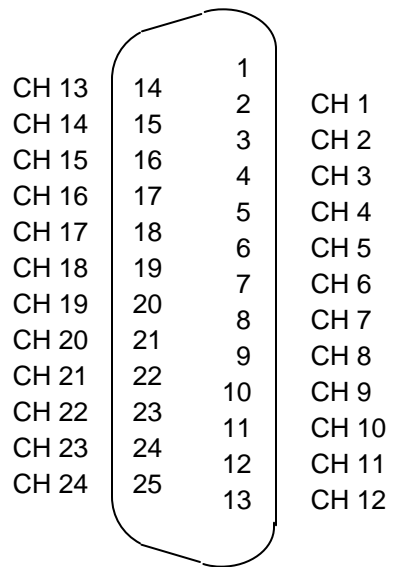 1
CH 13 14
2 CH 1
CH 14 15
3 CH 2
CH 15 16
4 CH 3
CH 16 17
5 CH 4
CH 17 18
6 CH 5
CH 18 19
7 CH 6
CH 19 20
8 CH 7
CH 20 21
9 CH 8
CH 21 22
10 CH 9
CH 22 23
11 CH 10
CH 23 24
12 CH 11
CH 24 25
13 CH 12